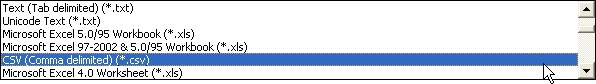 Text (Tab delimited) (*.txt)
Unicode Text (*.txt)
Microsoft Excel 5.0/95 Workbook (*.xls)
Microsoft Excel 97-2002 & 5.0/95 Workbook (*.xls)
CSV (Comma delimited) (*.csv)
Microsoft Excel 4.0 Worksheet (*.xls)